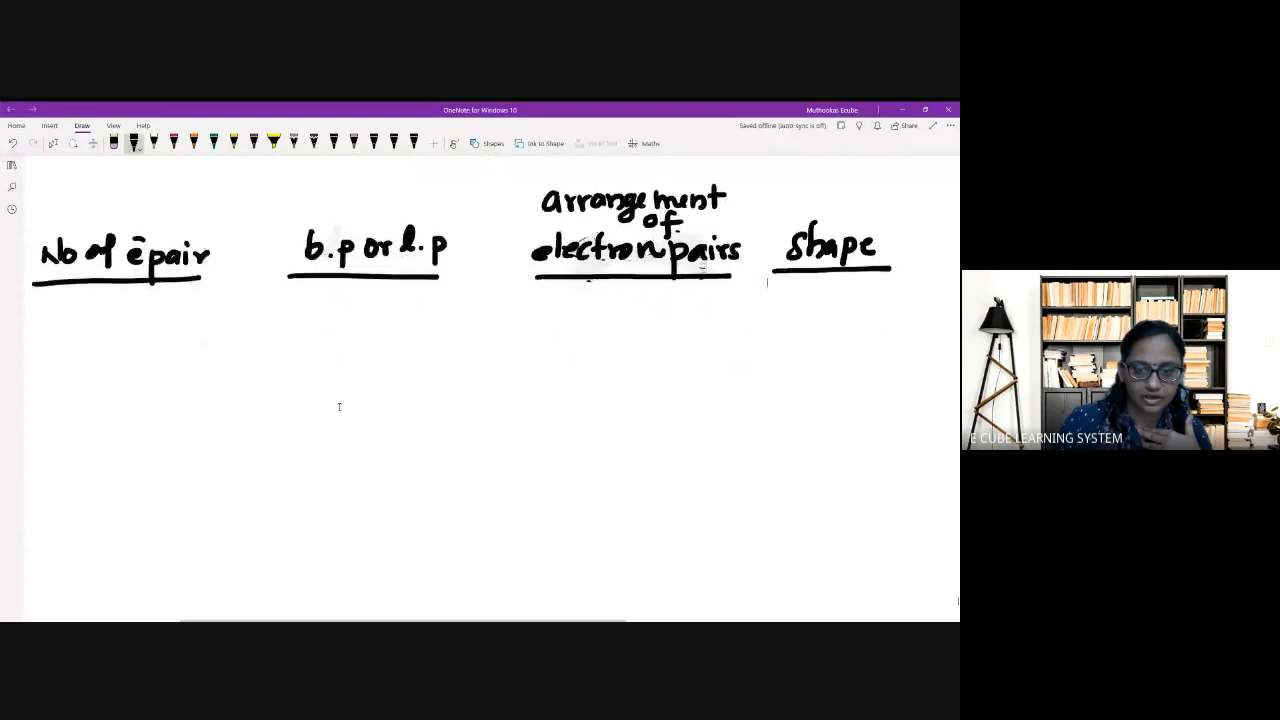 OneNote for Windows 10
Muthookas Ecube
Home Insert Draw View Help
Saved offline (auto-sync is off) Share
Shapes Ink to Shape Ink to Text Maths
arrangement
of
No of ē pair b.p or l.p electron pairs shape
E CUBE LEARNING SYSTEM